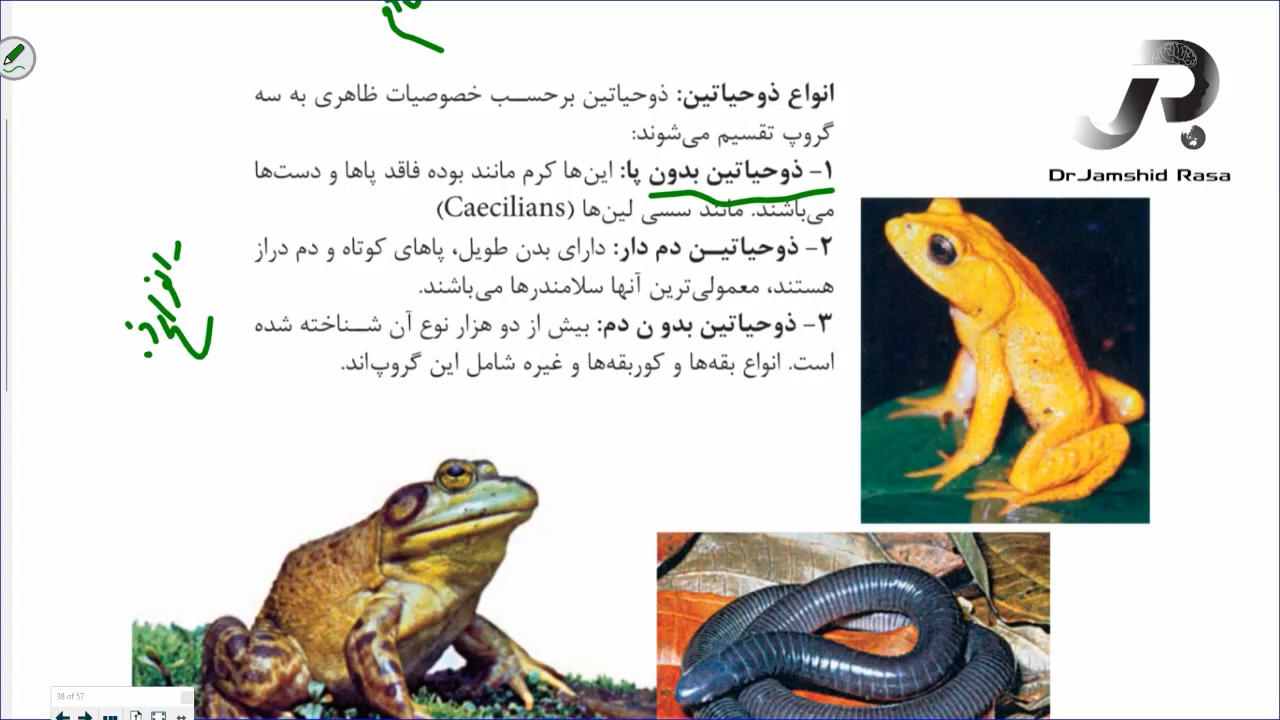 انواع ذوحیاتین: ذوحیاتین برحسب خصوصیات ظاهری به سه
گروپ تقسیم می‌شوند:
۱- ذوحیاتین بدون پا: این‌ها کرم مانند بوده فاقد پاها و دست‌ها
می‌باشند. مانند سسی لین‌ها (Caecilians)
۲- ذوحیاتین دم دار: دارای بدن طویل، پاهای کوتاه و دم دراز
هستند، معمولی‌ترین آنها سلامندرها می‌باشند.
۳- ذوحیاتین بدو ن دم: بیش از دو هزار نوع آن شناخته شده
است. انواع بقه‌ها و کوربقه‌ها و غیره شامل این گروپ‌اند.
Dr.Jamshid Rasa
38 of 57